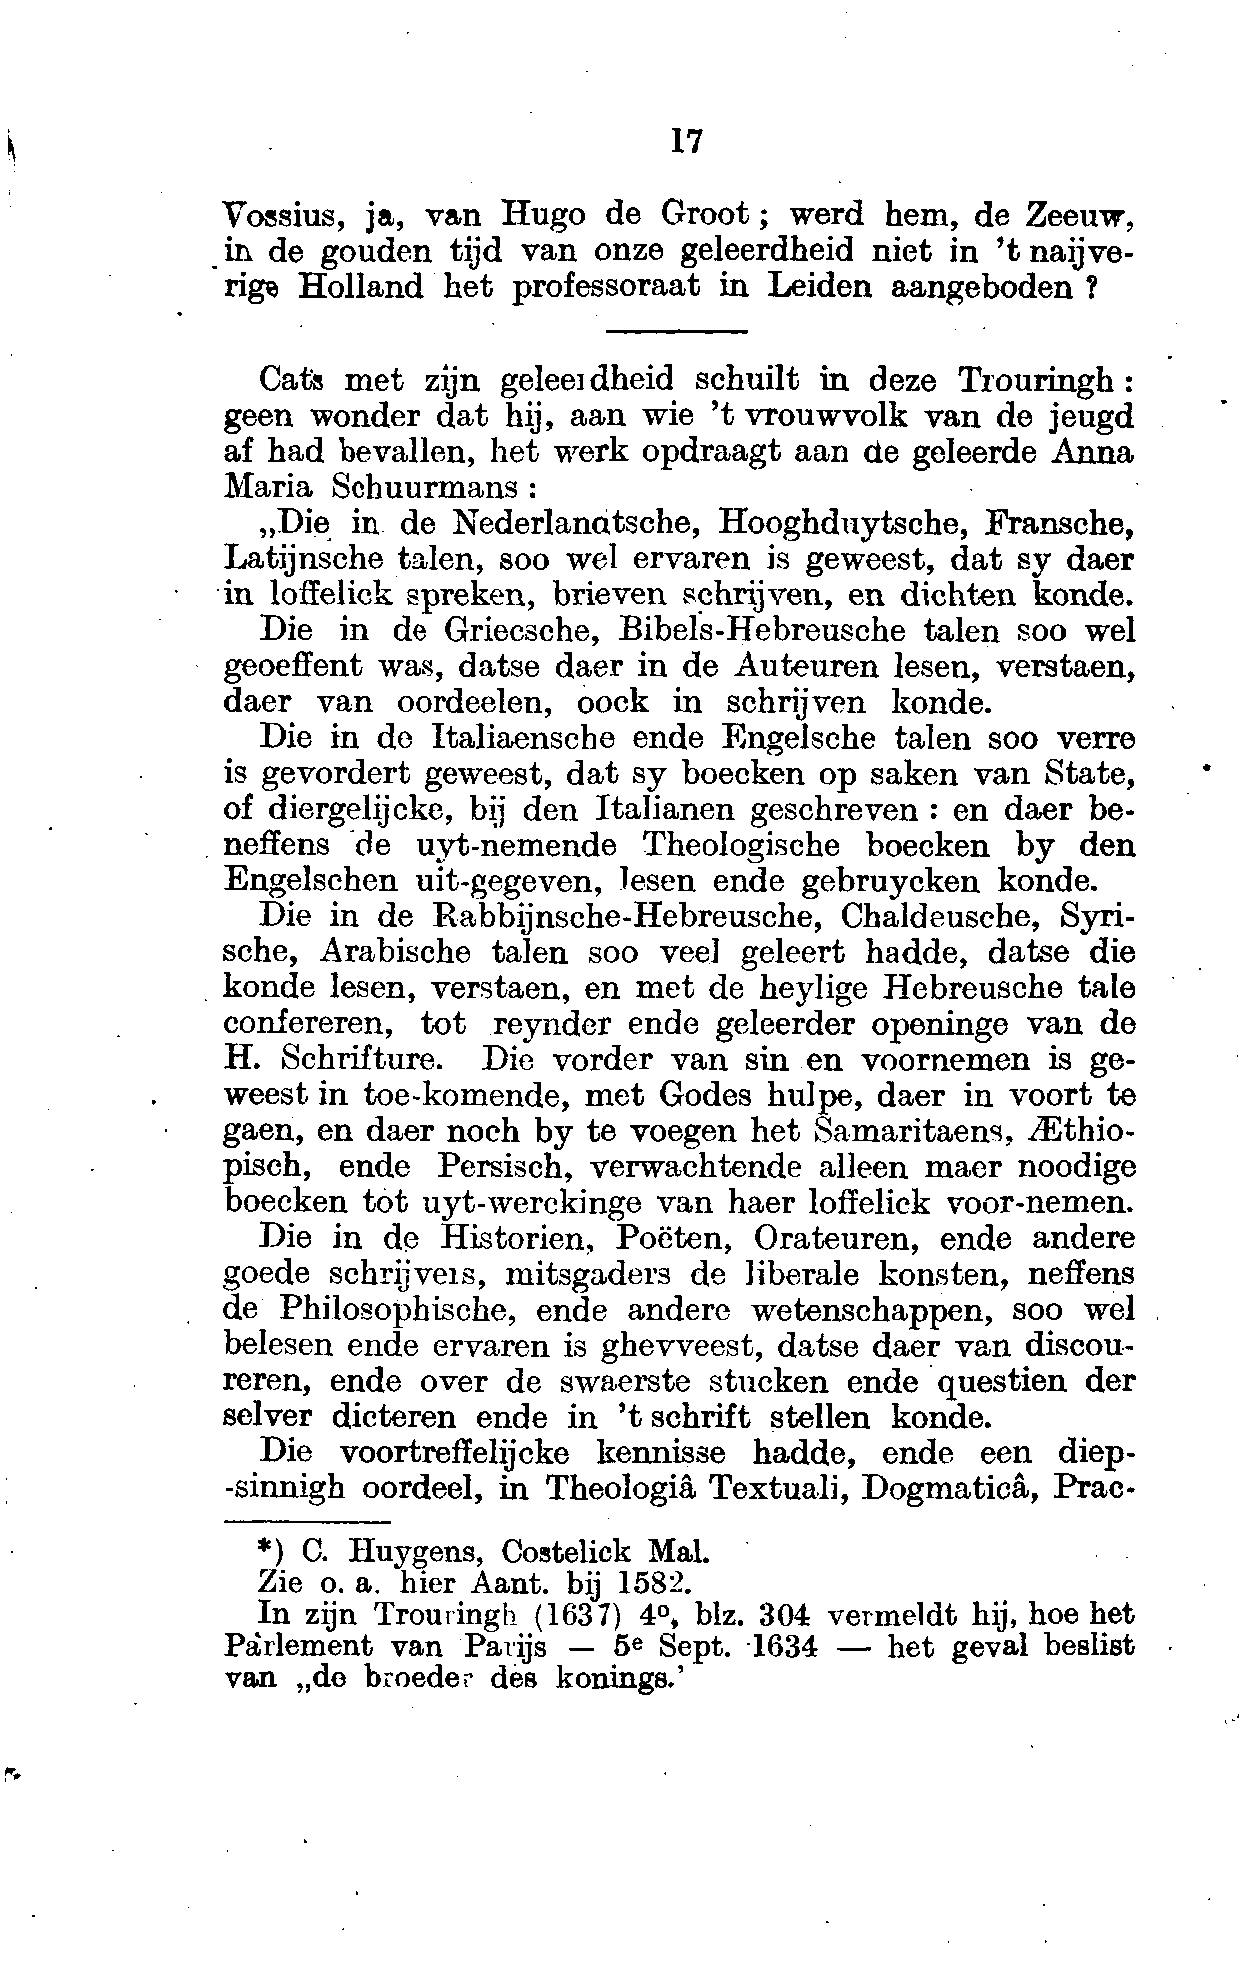 17
Vossius, ja, van Hugo de Groot ; werd hem, de Zeeuw,
in de gouden tijd van onze geleerdheid niet in 't naijve-
rige Holland het professoraat in Leiden aangeboden ?
Cats met zijn geleerdheid schuilt in deze Trouringh :
geen wonder dat hij, aan wie 't vrouwvolk van de jeugd
af had bevallen, het werk opdraagt aan de geleerde Anna
Maria Schuurmans :
„Die in de Nederlandtsche, Hooghduytsche, Fransche,
Latijnsche talen, soo wel ervaren is geweest, dat sy daer
in loffelick spreken, brieven schrijven, en dichten konde.
Die in de Griecsche, Bibels-Hebreusche talen soo wel
geoeffent was, datse daer in de Auteuren lesen, verstaen,
daer van oordeelen, oock in schrijven konde.
Die in de Italiaensche ende Engelsche talen soo verre
is gevordert geweest, dat sy boecken op saken van State,
of diergelijcke, bij den Italianen geschreven : en daer be-
neffens de uyt-nemende Theologische boecken by den
Engelschen uit-gegeven, lesen ende gebruycken konde.
Die in de Rabbijnsche-Hebreusche, Chaldeusche, Syri-
sche, Arabische talen soo veel geleert hadde, datse die
konde lesen, verstaen, en met de heylige Hebreusche tale
confereren, tot reynder ende geleerder openinge van de
H. Schrifture. Die vorder van sin en voornemen is ge-
weest in toe-komende, met Godes hulpe, daer in voort te
gaen, en daer noch by te voegen het Samaritaens, Æthio-
pisch, ende Persisch, verwachtende alleen maer noodige
boecken tot uyt-werckinge van haer loffelick voor-nemen.
Die in de Historien, Poëten, Orateuren, ende andere
goede schrijvers, mitsgaders de liberale konsten, neffens
de Philosophische, ende andere wetenschappen, soo wel
belesen ende ervaren is ghevveest, datse daer van discou-
reren, ende over de swaerste stucken ende questien der
selver dicteren ende in 't schrift stellen konde.
Die voortreffelijcke kennisse hadde, ende een diep-
-sinnigh oordeel, in Theologiâ Textuali, Dogmaticâ, Prac-
*) C. Huygens, Costelick Mal.
Zie o. a. hier Aant. bij 1582.
In zijn Trouringh (1637) 4º, blz. 304 vermeldt hij, hoe het
Parlement van Parijs — 5e Sept. 1634 — het geval beslist
van „de broeder des konings.'